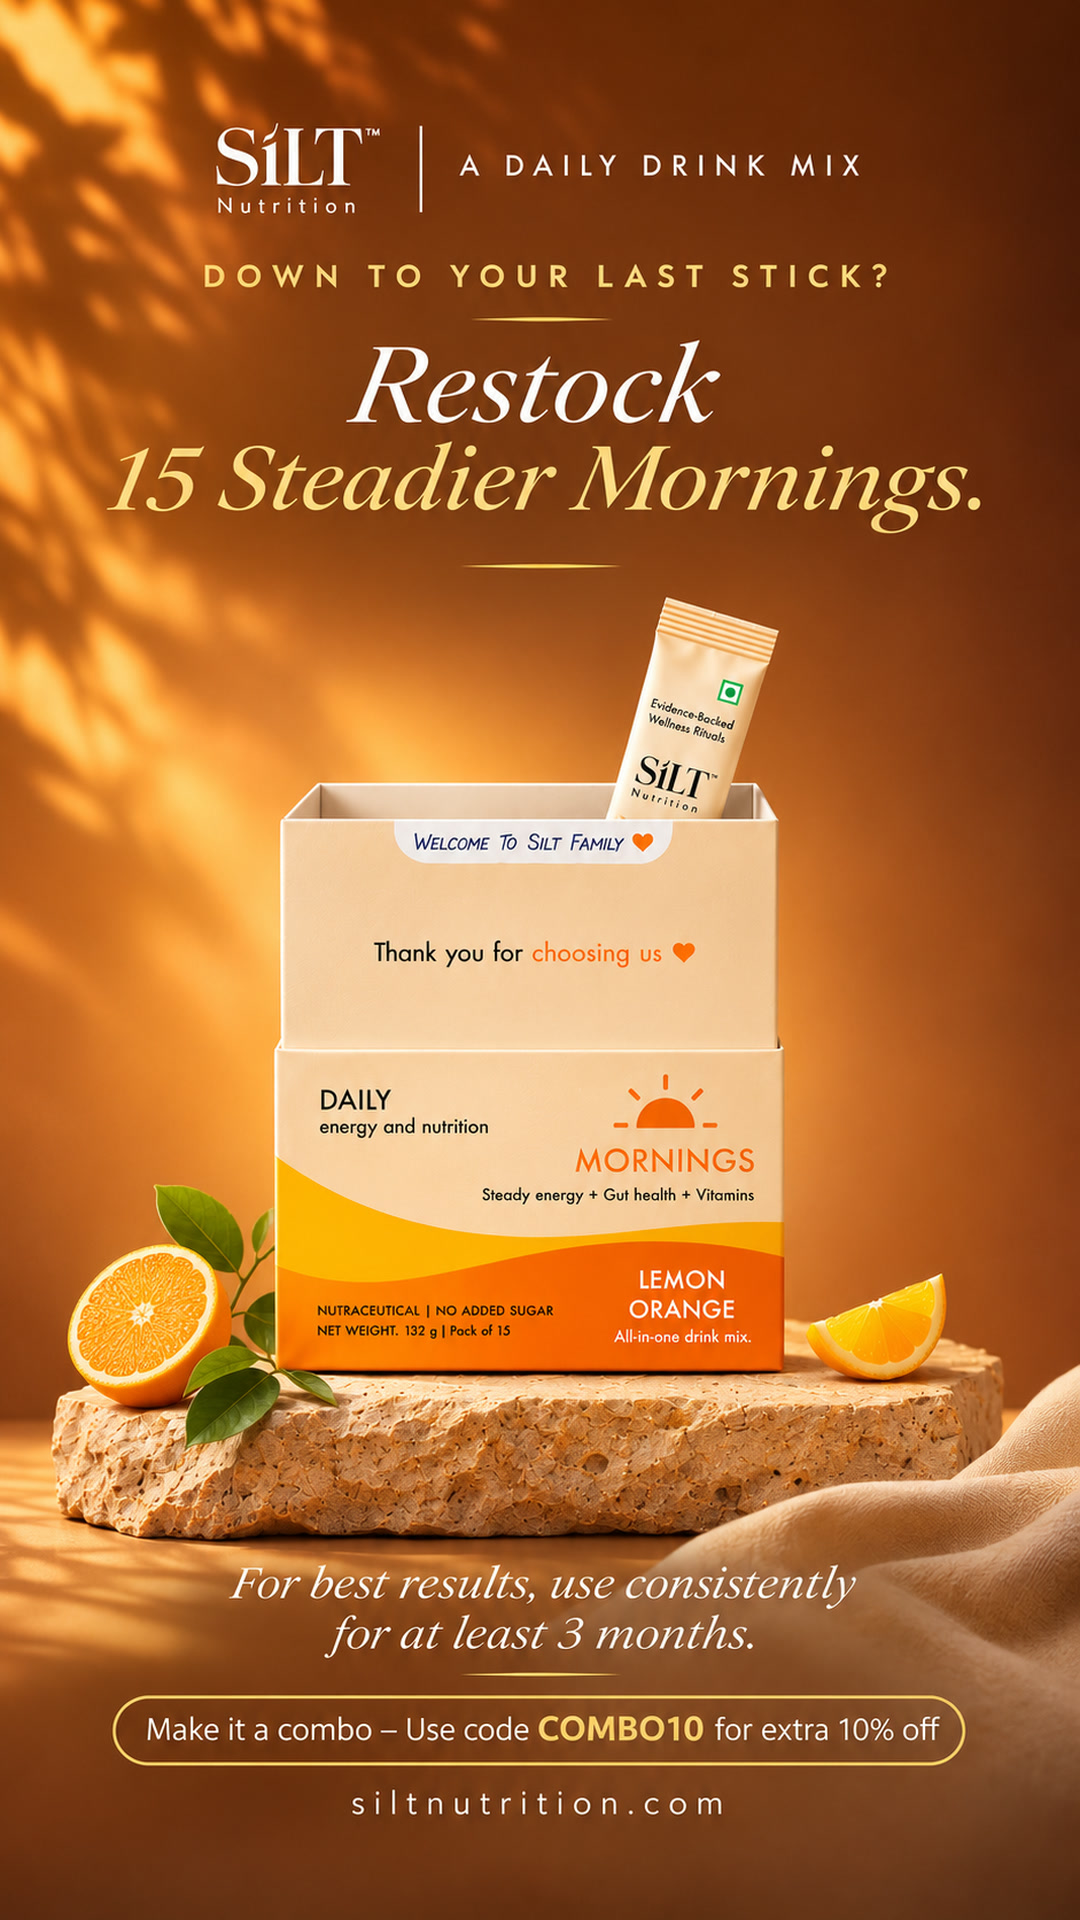 SiLT™
Nutrition
A DAILY DRINK MIX
DOWN TO YOUR LAST STICK?
Restock
15 Steadier Mornings.
Evidence-Backed
Wellness Rituals
SiLT™
Nutrition
WELCOME TO SILT FAMILY 🧡
Thank you for choosing us 🧡
DAILY
energy and nutrition
MORNINGS
Steady energy + Gut health + Vitamins
LEMON
ORANGE
All-in-one drink mix.
NUTRACEUTICAL | NO ADDED SUGAR
NET WEIGHT. 132 g | Pack of 15
For best results, use consistently
for at least 3 months.
Make it a combo – Use code COMBO10 for extra 10% off
siltnutrition.com